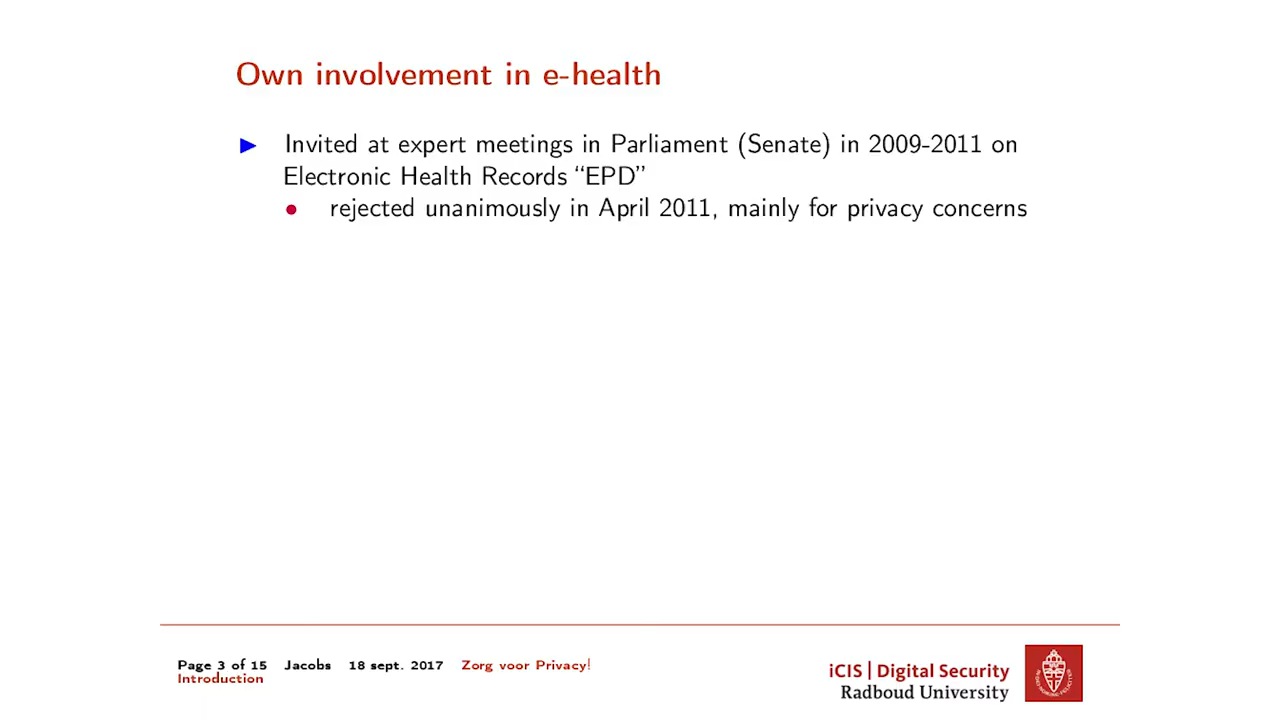 Own involvement in e-health
Invited at expert meetings in Parliament (Senate) in 2009-2011 on
Electronic Health Records “EPD”
rejected unanimously in April 2011, mainly for privacy concerns
Page 3 of 15 Jacobs 18 sept. 2017 Zorg voor Privacy!
Introduction
iCIS | Digital Security
Radboud University